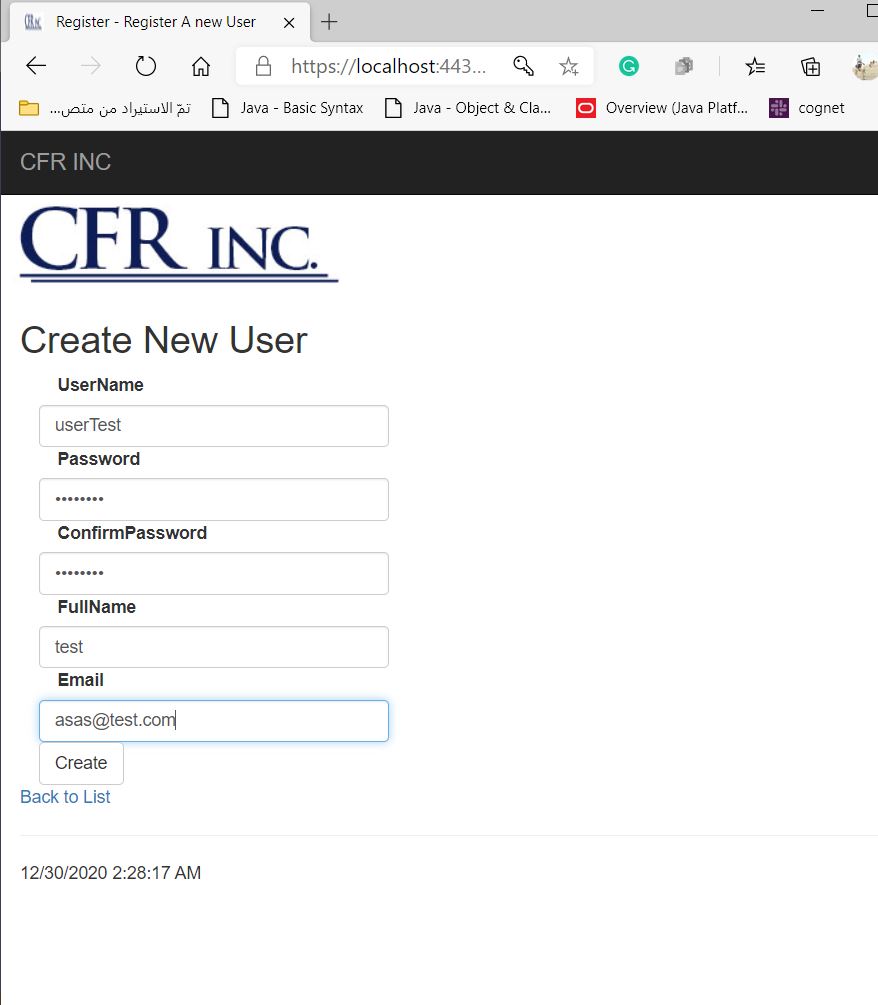 Register - Register A new User
https://localhost:443...
تمّ الاستيراد من متص...
Java - Basic Syntax
Java - Object & Cla...
Overview (Java Platf...
cognet
CFR INC
CFR INC.
Create New User
UserName
userTest
Password
••••••••
ConfirmPassword
••••••••
FullName
test
Email
asas@test.com
Create
Back to List
12/30/2020 2:28:17 AM